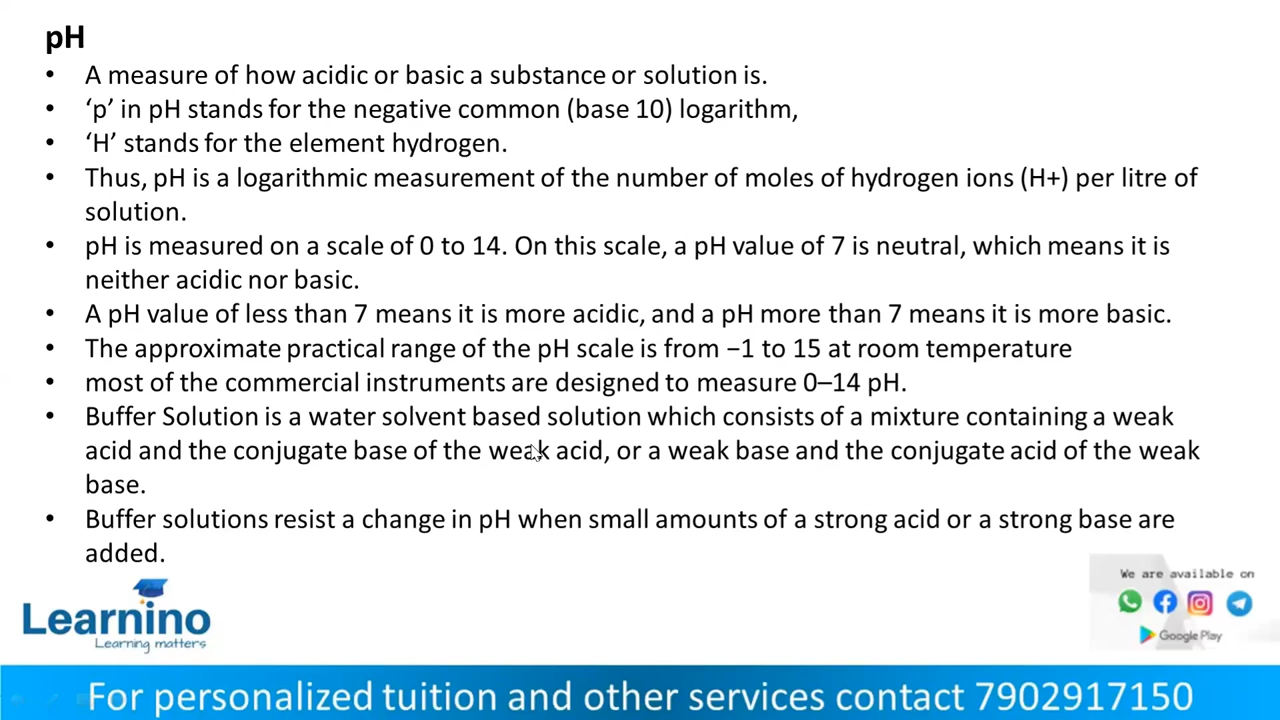 pH
• A measure of how acidic or basic a substance or solution is.
• ‘p’ in pH stands for the negative common (base 10) logarithm,
• ‘H’ stands for the element hydrogen.
• Thus, pH is a logarithmic measurement of the number of moles of hydrogen ions (H+) per litre of
solution.
• pH is measured on a scale of 0 to 14. On this scale, a pH value of 7 is neutral, which means it is
neither acidic nor basic.
• A pH value of less than 7 means it is more acidic, and a pH more than 7 means it is more basic.
• The approximate practical range of the pH scale is from −1 to 15 at room temperature
• most of the commercial instruments are designed to measure 0–14 pH.
• Buffer Solution is a water solvent based solution which consists of a mixture containing a weak
acid and the conjugate base of the weak acid, or a weak base and the conjugate acid of the weak
base.
• Buffer solutions resist a change in pH when small amounts of a strong acid or a strong base are
added.
Learnino
Learning matters
We are available on
Google Play
For personalized tuition and other services contact 7902917150